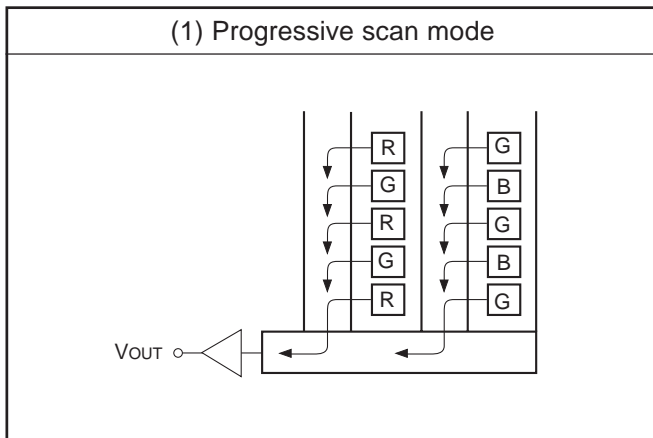 (1) Progressive scan mode
R G
G B
R G
G B
R G
VOUT